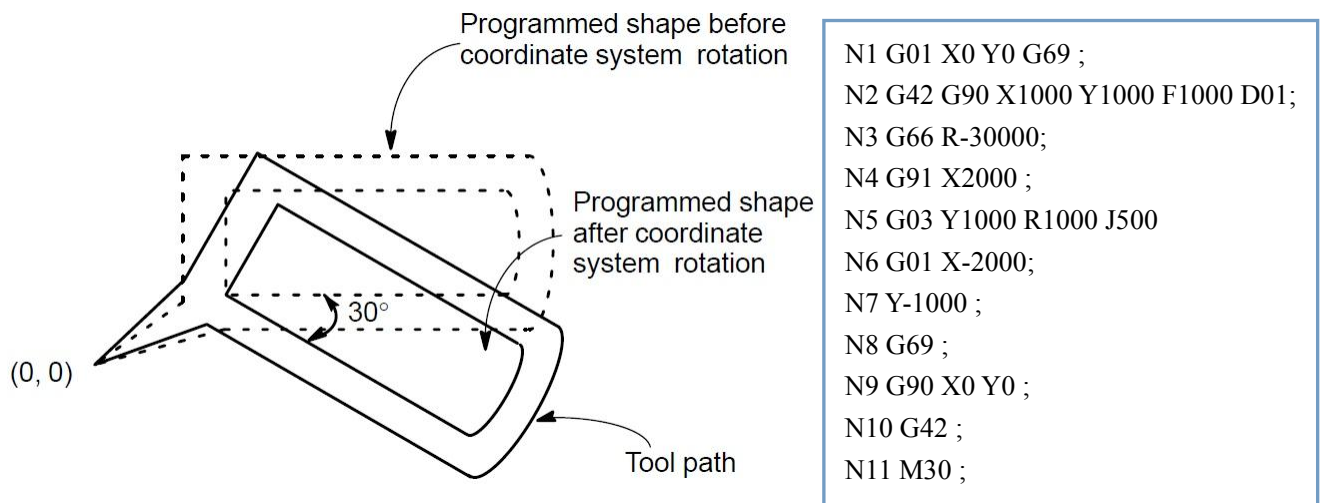 Programmed shape before
coordinate system rotation
Programmed shape
after coordinate
system rotation
30°
(0, 0)
Tool path
N1 G01 X0 Y0 G69 ;
N2 G42 G90 X1000 Y1000 F1000 D01;
N3 G66 R-30000;
N4 G91 X2000 ;
N5 G03 Y1000 R1000 J500
N6 G01 X-2000;
N7 Y-1000 ;
N8 G69 ;
N9 G90 X0 Y0 ;
N10 G42 ;
N11 M30 ;